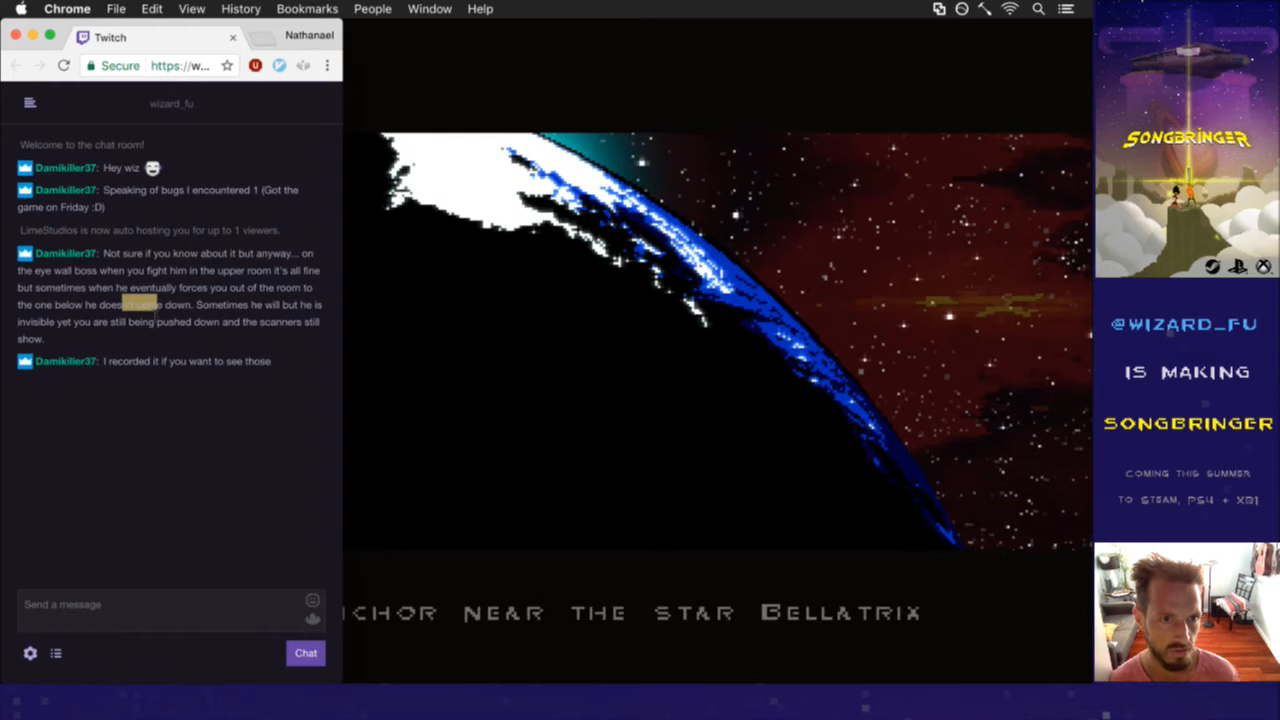 Chrome File Edit View History Bookmarks People Window Help
Twitch
Nathanael
Secure https://w...
wizard_fu
Welcome to the chat room!
Damikiller37: Hey wiz
Damikiller37: Speaking of bugs I encountered 1 (Got the
game on Friday :D)
LimeStudios is now auto hosting you for up to 1 viewers.
Damikiller37: Not sure if you know about it but anyway... on
the eye wall boss when you fight him in the upper room it's all fine
but sometimes when he eventually forces you out of the room to
the one below he doesn't come down. Sometimes he will but he is
invisible yet you are still being pushed down and the scanners still
show.
Damikiller37: I recorded it if you want to see those
Send a message
Chat
NCHOR NEAR THE STAR BELLATRIX
SONGBRINGER
@WIZARD_FU
IS MAKING
SONGBRINGER
COMING THIS SUMMER
TO STEAM, PS4 + XB1